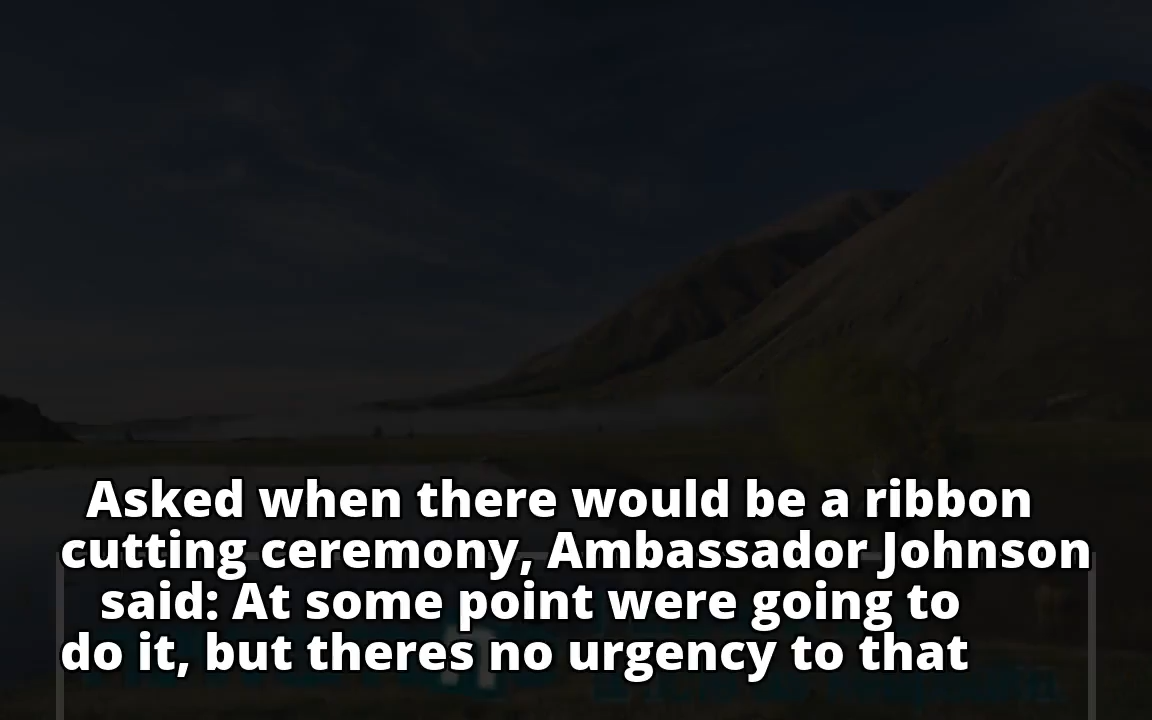 Asked when there would be a ribbon
cutting ceremony, Ambassador Johnson
said: At some point were going to
do it, but theres no urgency to that